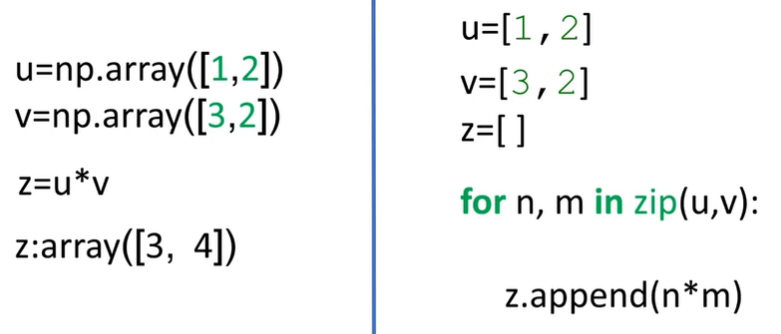 u=np.array([1,2])
v=np.array([3,2])
z=u*v
z:array([3, 4])
u=[1,2]
v=[3,2]
z=[ ]
for n, m in zip(u,v):
z.append(n*m)